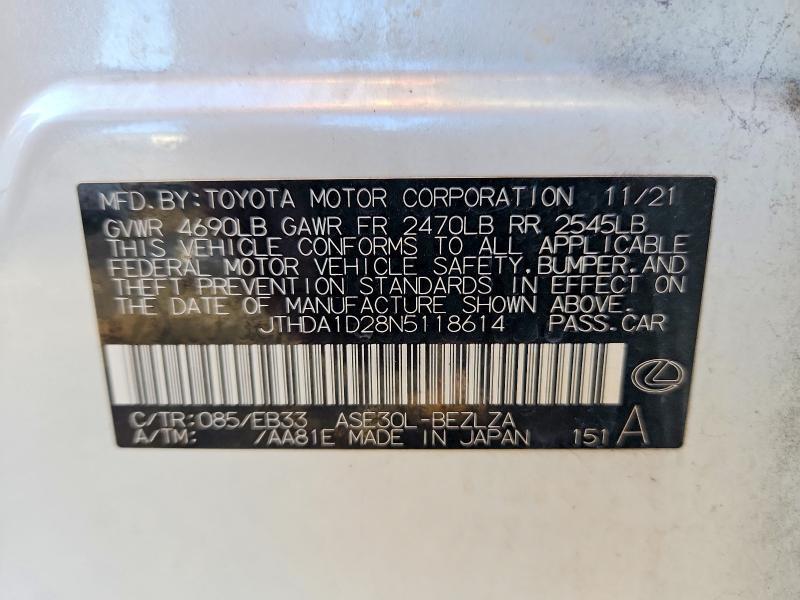 MFD. BY: TOYOTA MOTOR CORPORATION 11/21
GVWR 4690LB GAWR FR 2470LB RR 2545LB
THIS VEHICLE CONFORMS TO ALL APPLICABLE
FEDERAL MOTOR VEHICLE SAFETY, BUMPER, AND
THEFT PREVENTION STANDARDS IN EFFECT ON
THE DATE OF MANUFACTURE SHOWN ABOVE.
JTHDA1D28N5118614 PASS.CAR
C/TR: 085/EB33 ASE30L-BEZLZA
A/TM: /AA81E MADE IN JAPAN 151 A